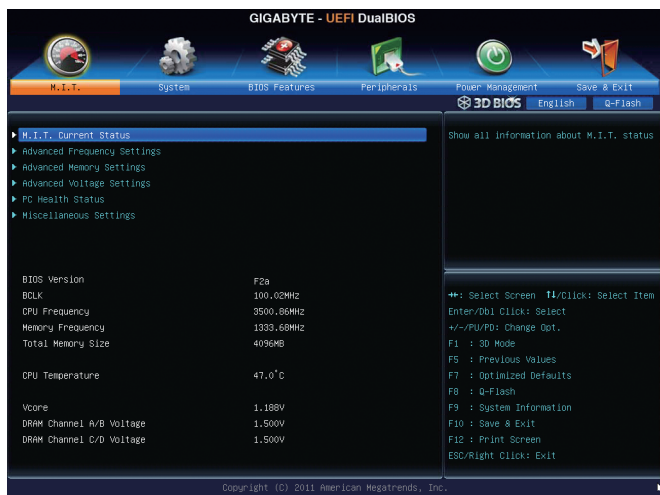 GIGABYTE - UEFI DualBIOS
M.I.T. System BIOS Features Peripherals Power Management Save & Exit
3D BIOS English Q-Flash
M.I.T. Current Status
Advanced Frequency Settings
Advanced Memory Settings
Advanced Voltage Settings
PC Health Status
Miscellaneous Settings
Show all information about M.I.T. status
BIOS Version F2a
BCLK 100.02MHz
CPU Frequency 3500.86MHz
Memory Frequency 1333.68MHz
Total Memory Size 4096MB
CPU Temperature 47.0°C
Vcore 1.188V
DRAM Channel A/B Voltage 1.500V
DRAM Channel C/D Voltage 1.500V
→←: Select Screen ↑↓/Click: Select Item
Enter/Dbl Click: Select
+/-/PU/PD: Change Opt.
F1 : 3D Mode
F5 : Previous Values
F7 : Optimized Defaults
F8 : Q-Flash
F9 : System Information
F10 : Save & Exit
F12 : Print Screen
ESC/Right Click: Exit
Copyright (C) 2011 American Megatrends, Inc.